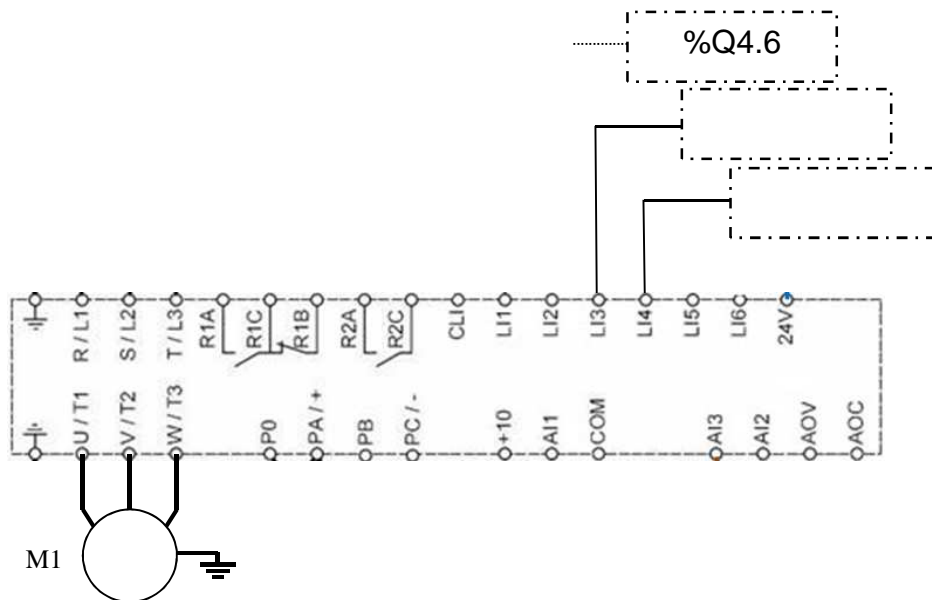 %Q4.6
R / L1
S / L2
T / L3
R1A
R1C
R1B
R2A
R2C
CLI
LI1
LI2
LI3
LI4
LI5
LI6
24V
U / T1
V / T2
W / T3
P0
PA / +
PB
PC / -
+10
AI1
COM
AI3
AI2
AOV
AOC
M1